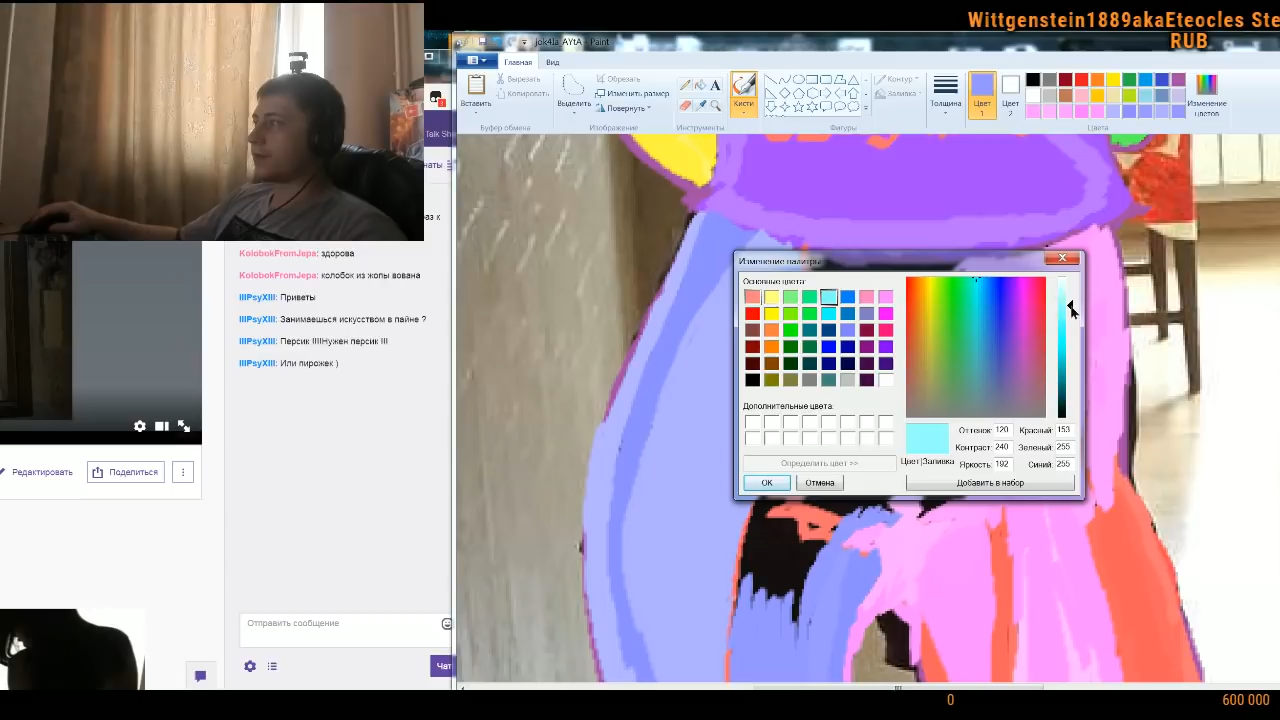 Wittgenstein1889akaEteocles Ste
RUB
jok4la_AYtA - Paint
Главная
Вид
Вставить
Вырезать
Копировать
Буфер обмена
Выделить
Обрезать
Изменить размер
Повернуть
Изображение
Инструменты
Кисти
Фигуры
Контур
Заливка
Толщина
Цвет 1
Цвет 2
Цвета
Изменение цветов
Talk Sh
KolobokFromJepa: здорова
KolobokFromJepa: колобок из жопы вована
IIIPsyXIII: Приветы
IIIPsyXIII: Занимаешься искусством в пайне ?
IIIPsyXIII: Персик !!!!Нужен персик !!!
IIIPsyXIII: Или пирожек )
Редактировать
Поделиться
Отправить сообщение
Чат
Изменение палитры
Основные цвета:
Дополнительные цвета:
Определить цвет >>
OK
Отмена
Цвет|Заливка
Оттенок: 120
Красный: 153
Контраст: 240
Зеленый: 255
Яркость: 192
Синий: 255
Добавить в набор
0
600 000